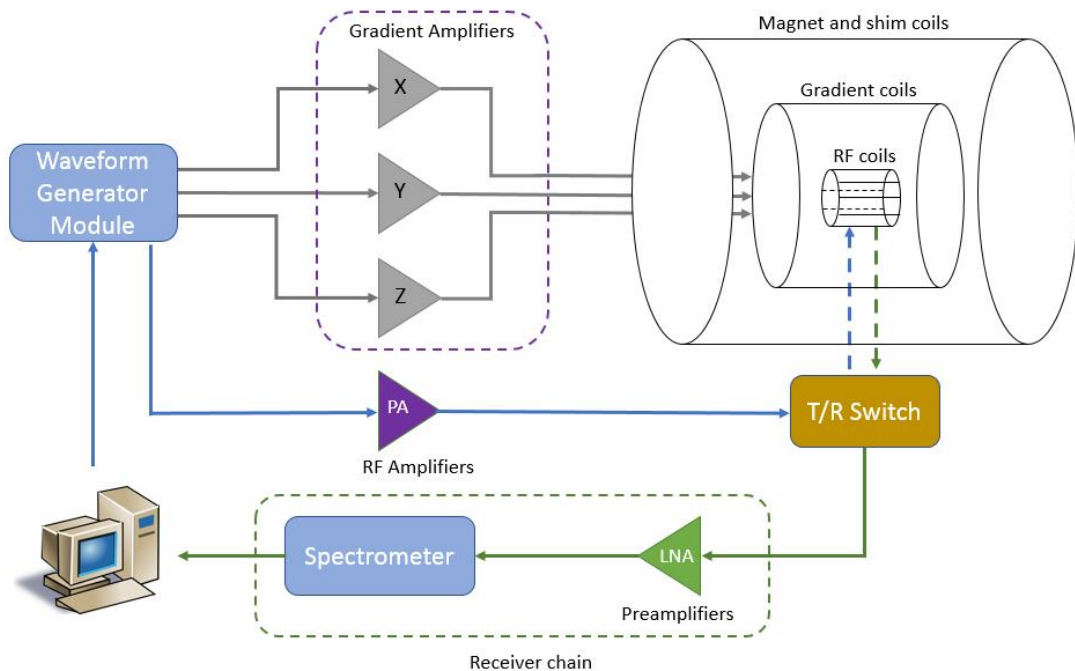 Gradient Amplifiers
Magnet and shim coils
X
Gradient coils
Waveform
Generator
Module
RF coils
Y
Z
PA
T/R Switch
RF Amplifiers
Spectrometer
LNA
Preamplifiers
Receiver chain